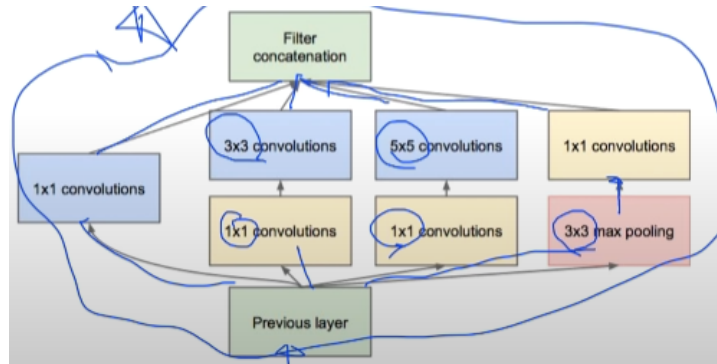 Filter
concatenation
3x3 convolutions
5x5 convolutions
1x1 convolutions
1x1 convolutions
1x1 convolutions
1x1 convolutions
3x3 max pooling
Previous layer